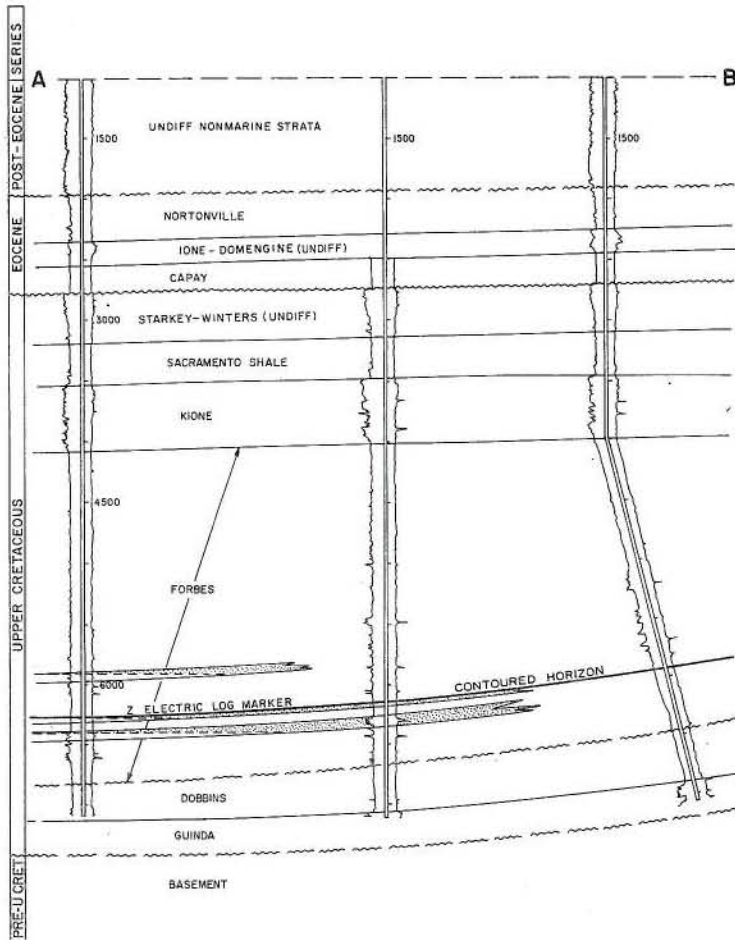 A
B
POST-EOCENE
SERIES
EOCENE
UPPER CRETACEOUS
PRE-U CRET
UNDIFF NONMARINE STRATA
1500
1500
1500
NORTONVILLE
IONE-DOMENGINE (UNDIFF)
CAPAY
STARKEY-WINTERS (UNDIFF)
3000
SACRAMENTO SHALE
KIONE
4500
FORBES
6000
Z ELECTRIC LOG MARKER
CONTOURED HORIZON
DOBBINS
GUINDA
BASEMENT